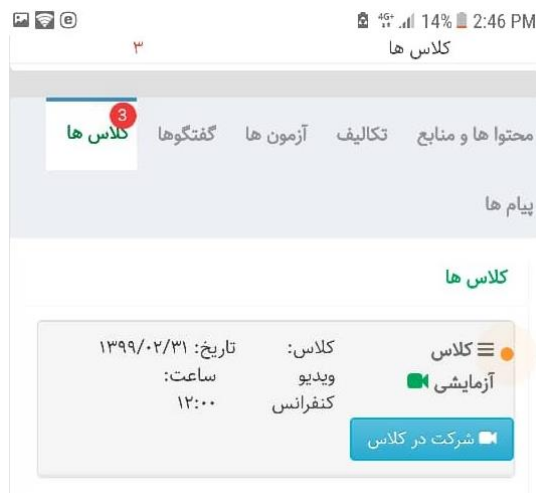 4G+ 14% 2:46 PM
کلاس ها ۳
محتوا ها و منابع تکالیف آزمون ها گفتگوها کلاس ها 3
پیام ها
کلاس ها
کلاس کلاس: تاریخ: ۱۳۹۹/۰۲/۳۱
آزمایشی ویدیو ساعت:
کنفرانس ۱۲:۰۰
شرکت در کلاس